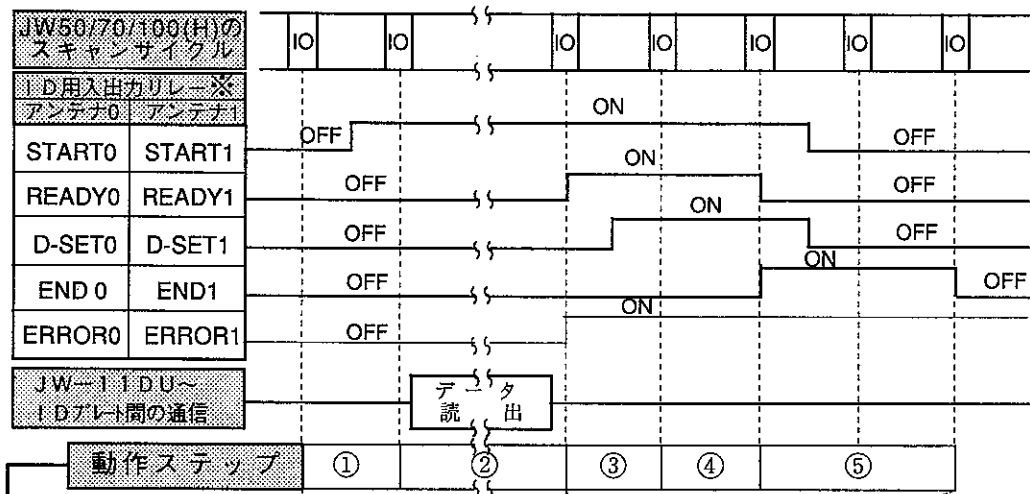 JW50/70/100(H)の
スキャンサイクル
IO IO IO IO IO IO IO
ID用入出力リレー※
アンテナ0 アンテナ1
START0 START1 OFF ON OFF
READY0 READY1 OFF ON OFF
D-SET0 D-SET1 OFF ON OFF
END 0 END1 OFF ON OFF
ERROR0 ERROR1 OFF ON
JW-11DU~
IDプレート間の通信
データ
読 出
動作ステップ ① ② ③ ④ ⑤